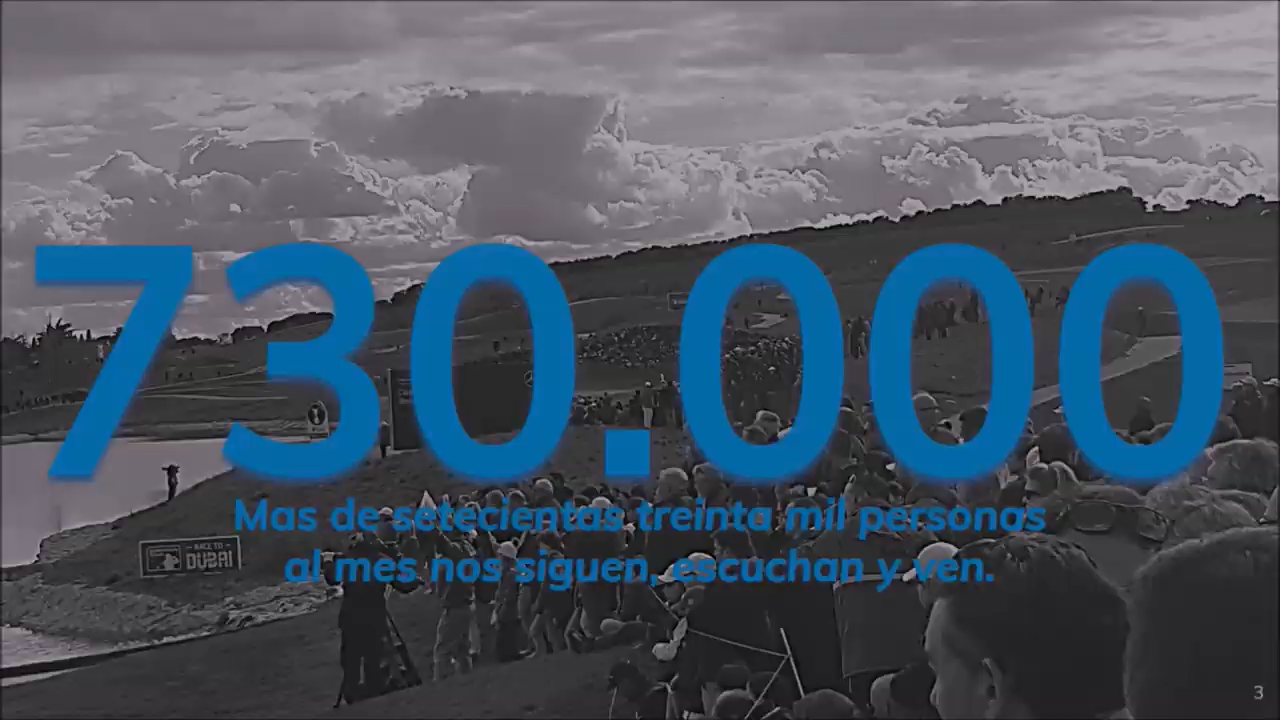 730.000
Mas de setecientas treinta mil personas
al mes nos siguen, escuchan y ven.
RACE TO
DUBAI
3